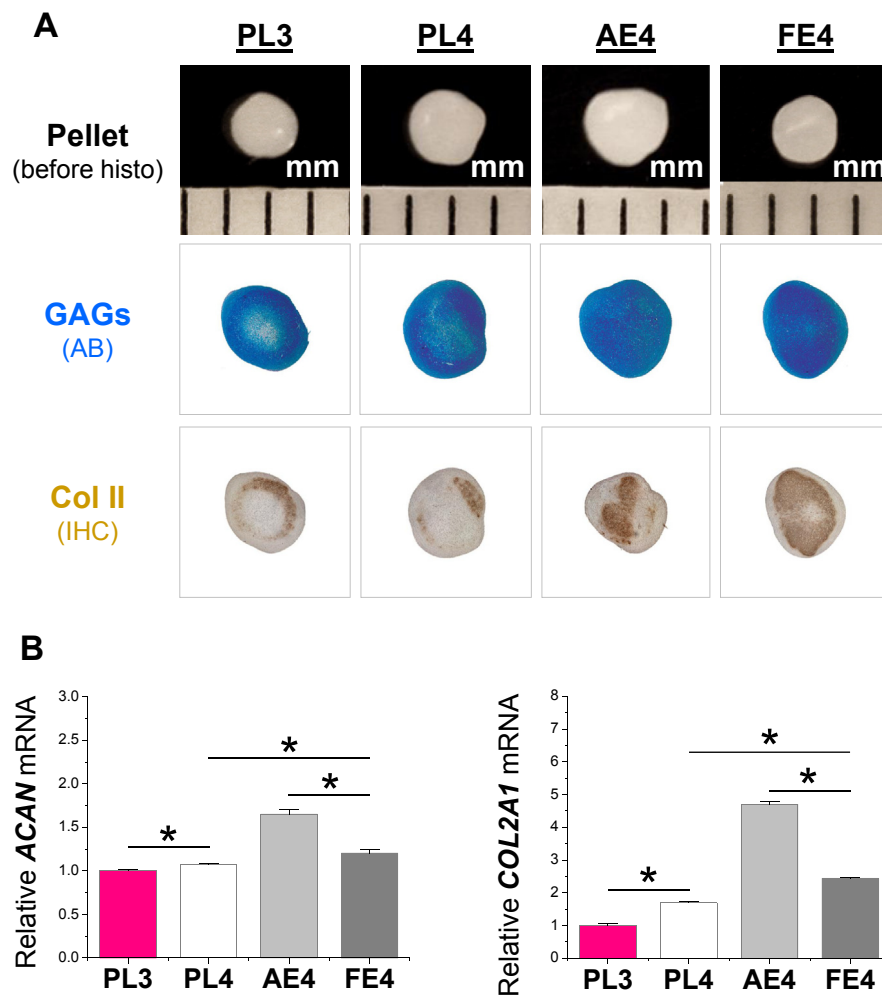 A
PL3 PL4 AE4 FE4
Pellet
(before histo)
mm mm mm mm
GAGs
(AB)
Col II
(IHC)
B
Relative ACAN mRNA
3.0
2.5
2.0
1.5
1.0
0.5
0.0
* * *
PL3 PL4 AE4 FE4
Relative COL2A1 mRNA
8
7
6
5
4
3
2
1
0
* * *
PL3 PL4 AE4 FE4